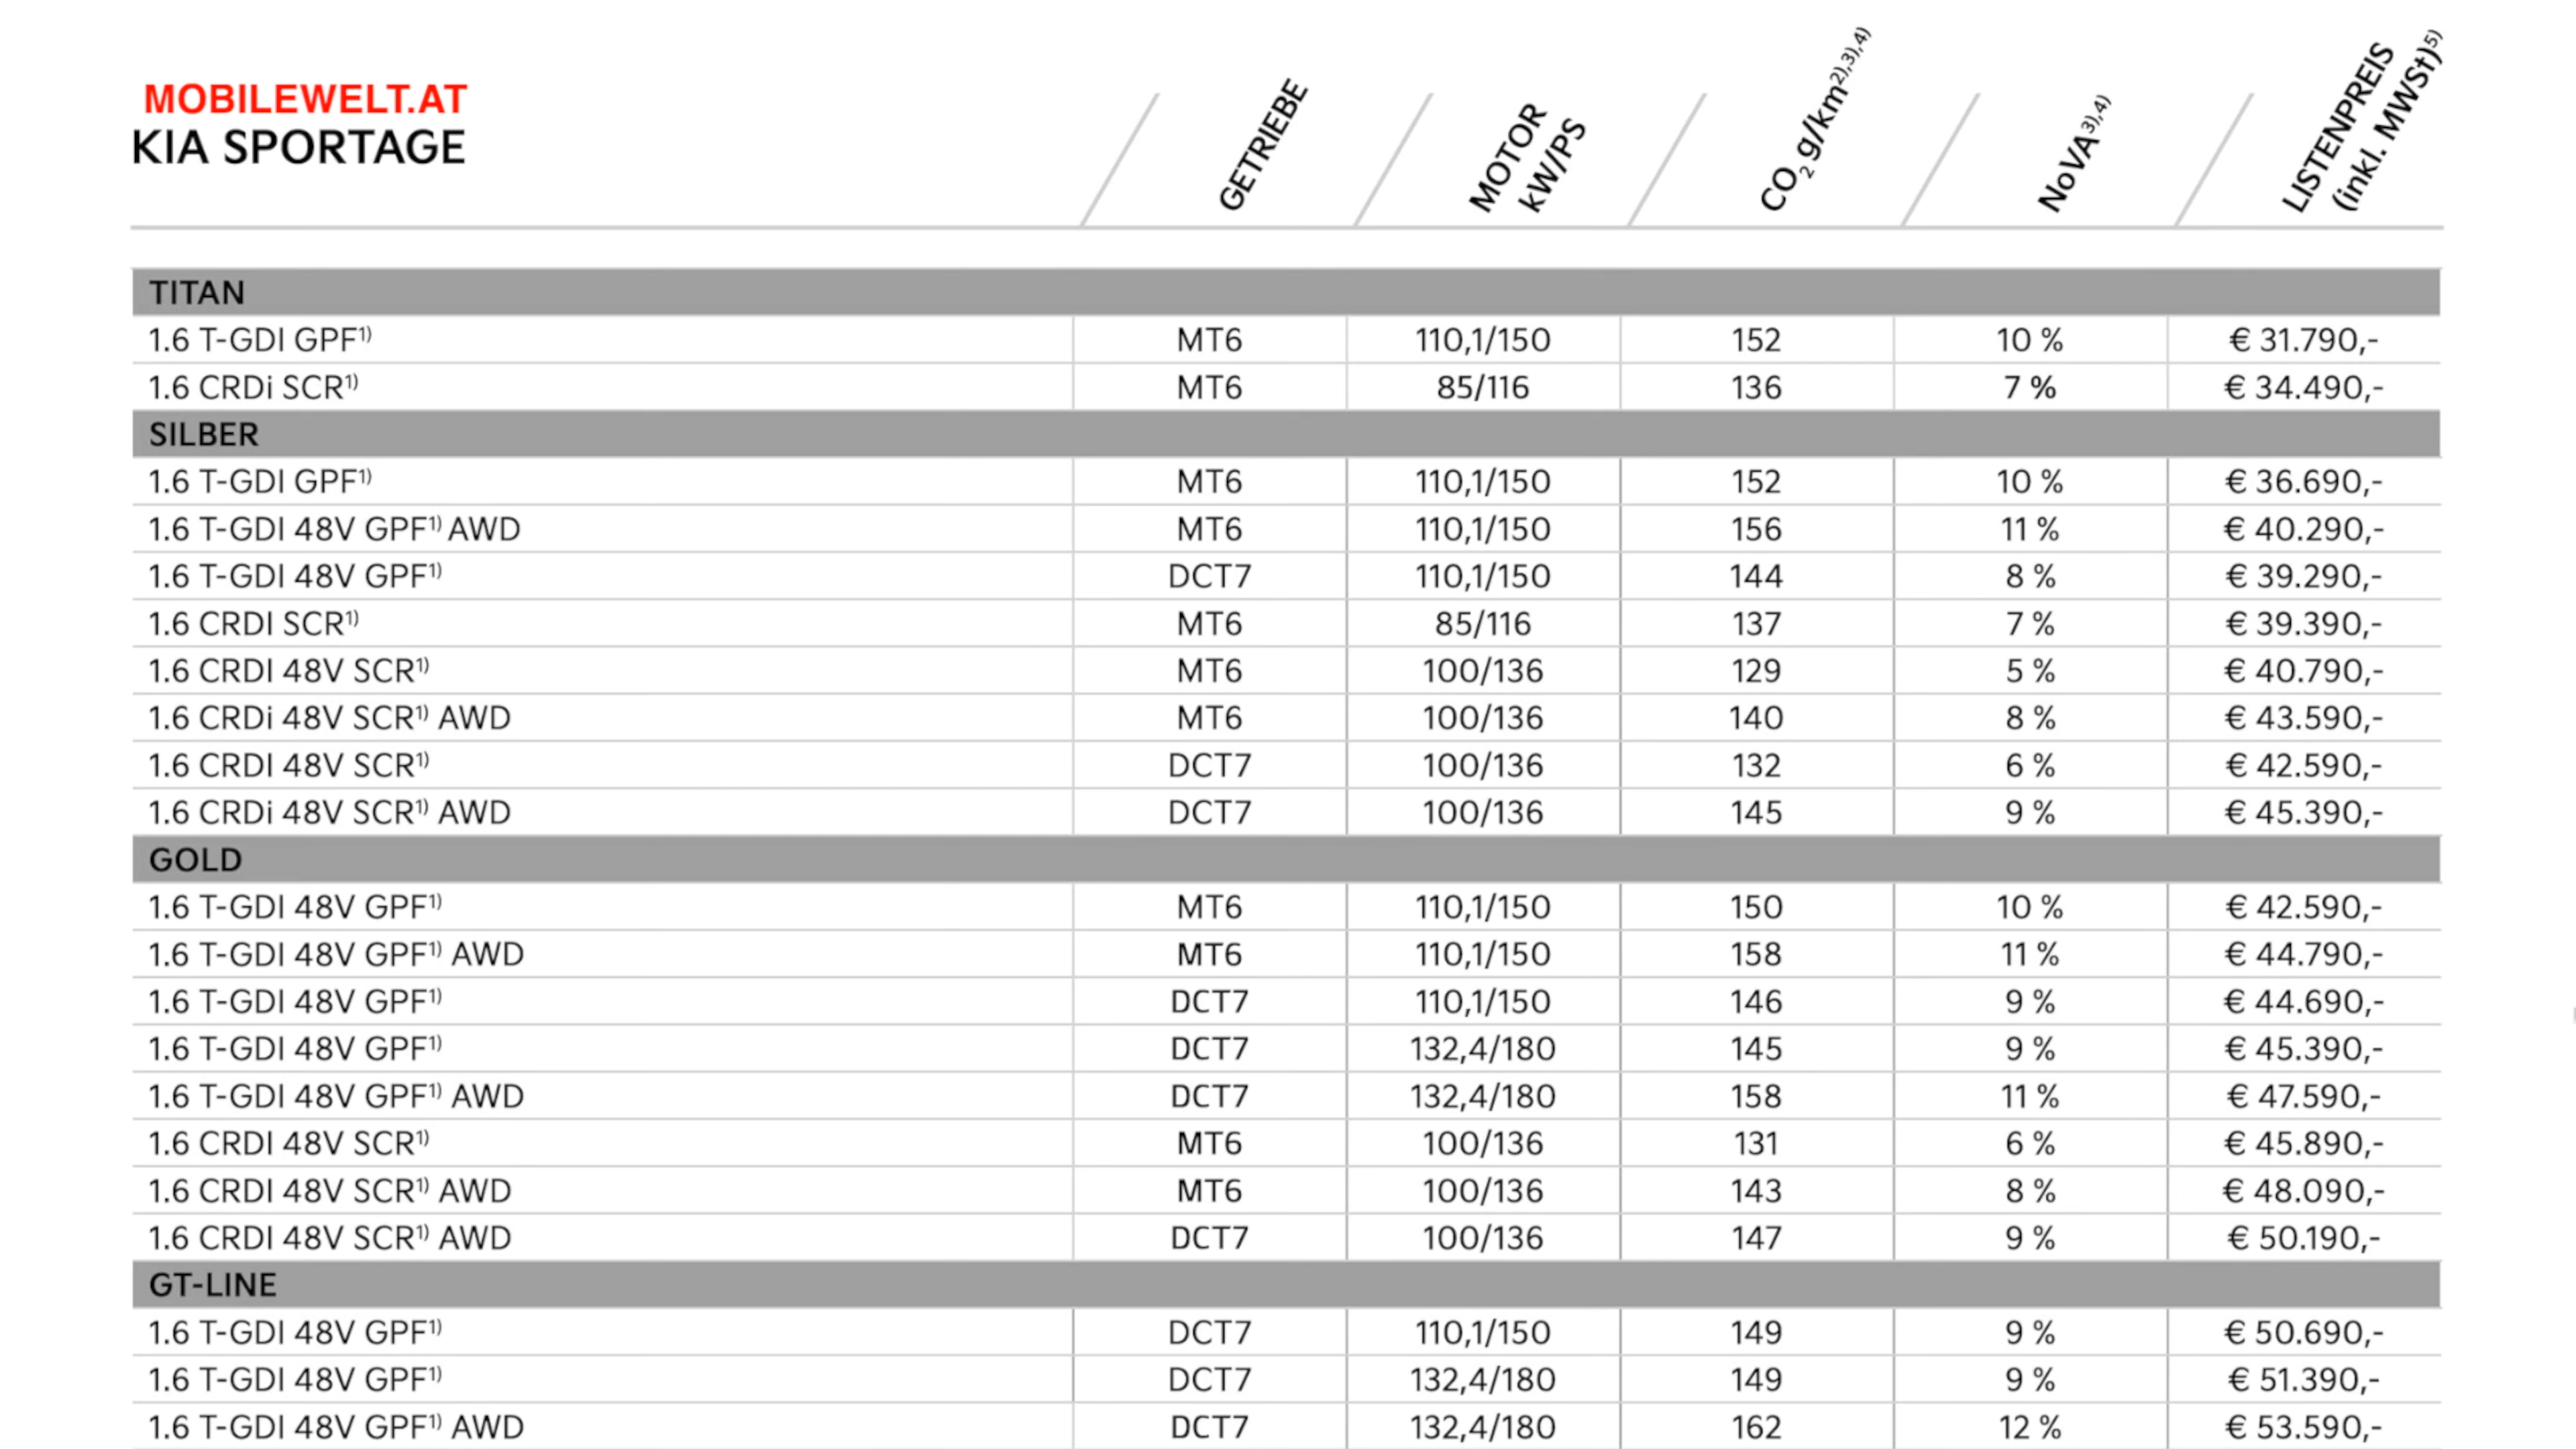 MOBILEWELT.AT
KIA SPORTAGE
GETRIEBE
MOTOR
kW/PS
CO₂ g/km²⁾,³⁾,⁴⁾
NoVA³⁾,⁴⁾
LISTENPREIS
(inkl. MWSt)⁵⁾
TITAN
1.6 T-GDI GPF¹⁾ MT6 110,1/150 152 10 % € 31.790,-
1.6 CRDi SCR¹⁾ MT6 85/116 136 7 % € 34.490,-
SILBER
1.6 T-GDI GPF¹⁾ MT6 110,1/150 152 10 % € 36.690,-
1.6 T-GDI 48V GPF¹⁾ AWD MT6 110,1/150 156 11 % € 40.290,-
1.6 T-GDI 48V GPF¹⁾ DCT7 110,1/150 144 8 % € 39.290,-
1.6 CRDI SCR¹⁾ MT6 85/116 137 7 % € 39.390,-
1.6 CRDI 48V SCR¹⁾ MT6 100/136 129 5 % € 40.790,-
1.6 CRDi 48V SCR¹⁾ AWD MT6 100/136 140 8 % € 43.590,-
1.6 CRDI 48V SCR¹⁾ DCT7 100/136 132 6 % € 42.590,-
1.6 CRDi 48V SCR¹⁾ AWD DCT7 100/136 145 9 % € 45.390,-
GOLD
1.6 T-GDI 48V GPF¹⁾ MT6 110,1/150 150 10 % € 42.590,-
1.6 T-GDI 48V GPF¹⁾ AWD MT6 110,1/150 158 11 % € 44.790,-
1.6 T-GDI 48V GPF¹⁾ DCT7 110,1/150 146 9 % € 44.690,-
1.6 T-GDI 48V GPF¹⁾ DCT7 132,4/180 145 9 % € 45.390,-
1.6 T-GDI 48V GPF¹⁾ AWD DCT7 132,4/180 158 11 % € 47.590,-
1.6 CRDI 48V SCR¹⁾ MT6 100/136 131 6 % € 45.890,-
1.6 CRDI 48V SCR¹⁾ AWD MT6 100/136 143 8 % € 48.090,-
1.6 CRDI 48V SCR¹⁾ AWD DCT7 100/136 147 9 % € 50.190,-
GT-LINE
1.6 T-GDI 48V GPF¹⁾ DCT7 110,1/150 149 9 % € 50.690,-
1.6 T-GDI 48V GPF¹⁾ DCT7 132,4/180 149 9 % € 51.390,-
1.6 T-GDI 48V GPF¹⁾ AWD DCT7 132,4/180 162 12 % € 53.590,-